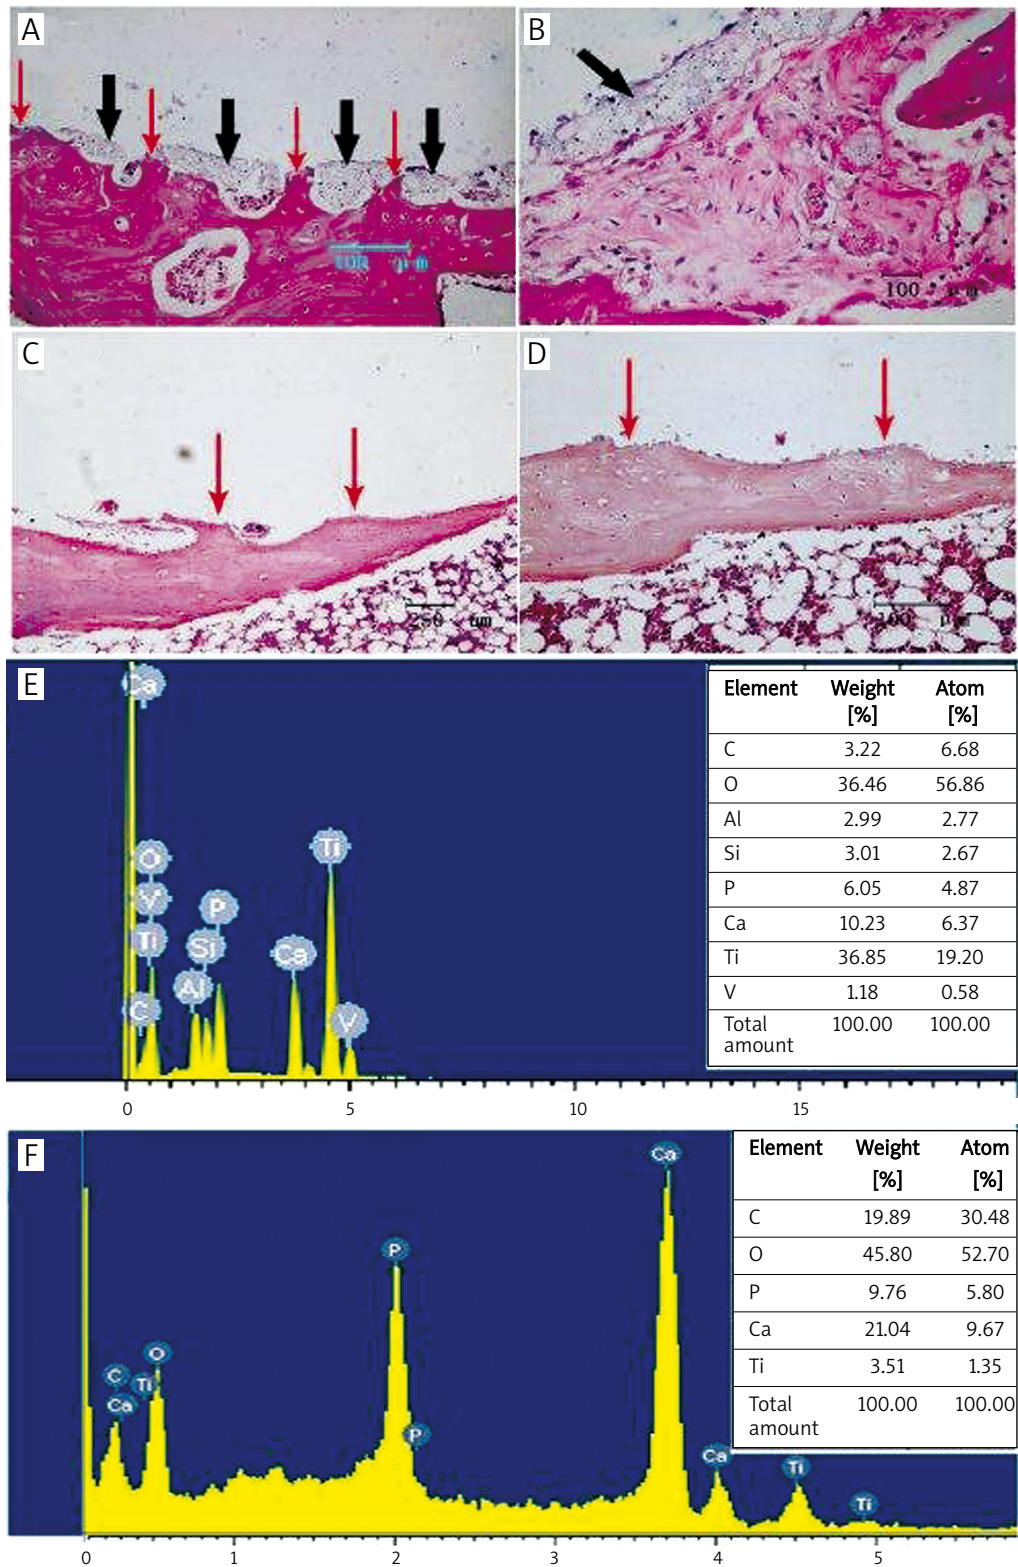 A
B
100 μm
100 μm
C
D
250 um
100 μm
E
Ca
O
V
Ti
C
Al
Si
P
Ca
Ti
V
0 5 10 15
Element Weight [%] Atom [%]
C 3.22 6.68
O 36.46 56.86
Al 2.99 2.77
Si 3.01 2.67
P 6.05 4.87
Ca 10.23 6.37
Ti 36.85 19.20
V 1.18 0.58
Total amount 100.00 100.00
F
C
Ca
Ti
O
P
P
Ca
Ca
Ti
Ti
0 1 2 3 4 5
Element Weight [%] Atom [%]
C 19.89 30.48
O 45.80 52.70
P 9.76 5.80
Ca 21.04 9.67
Ti 3.51 1.35
Total amount 100.00 100.00